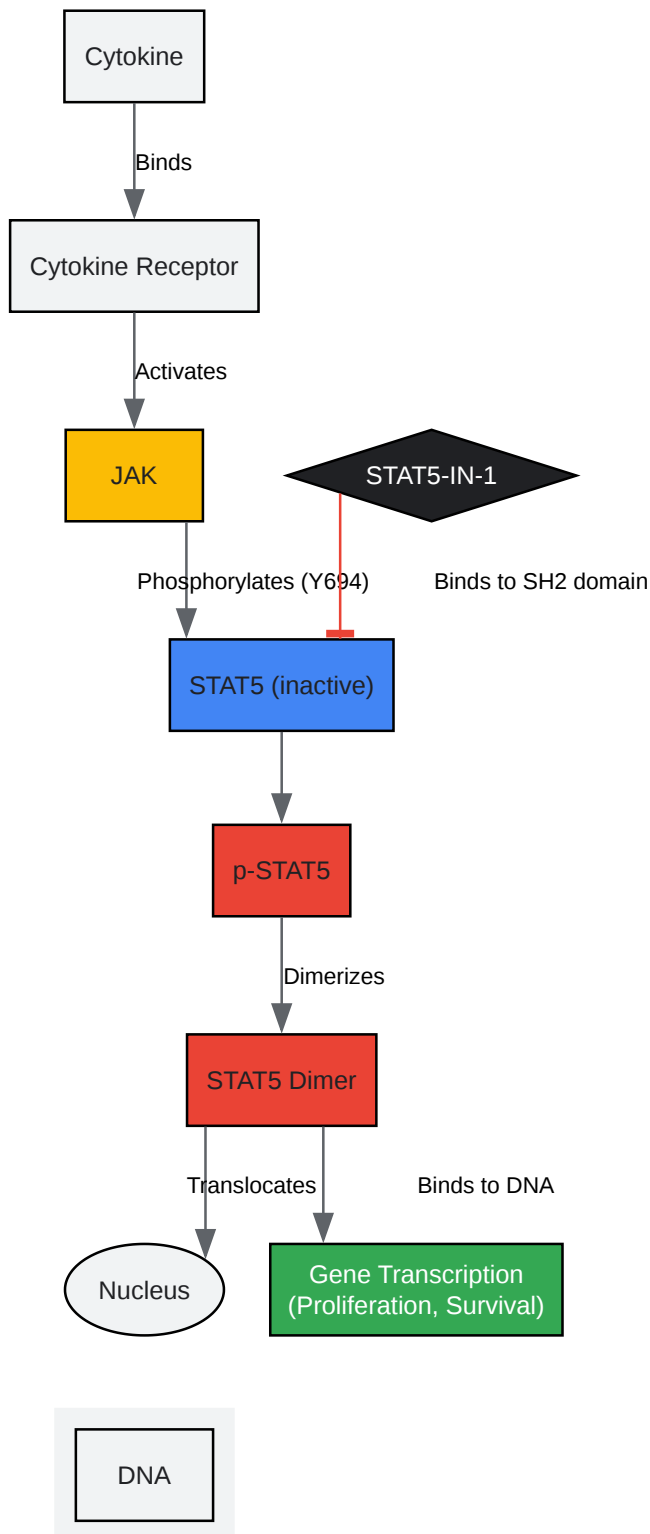 Cytokine
Binds
Cytokine Receptor
Activates
JAK
STAT5-IN-1
Phosphorylates (Y694)
Binds to SH2 domain
STAT5 (inactive)
p-STAT5
Dimerizes
STAT5 Dimer
Translocates
Binds to DNA
Nucleus
Gene Transcription
(Proliferation, Survival)
DNA